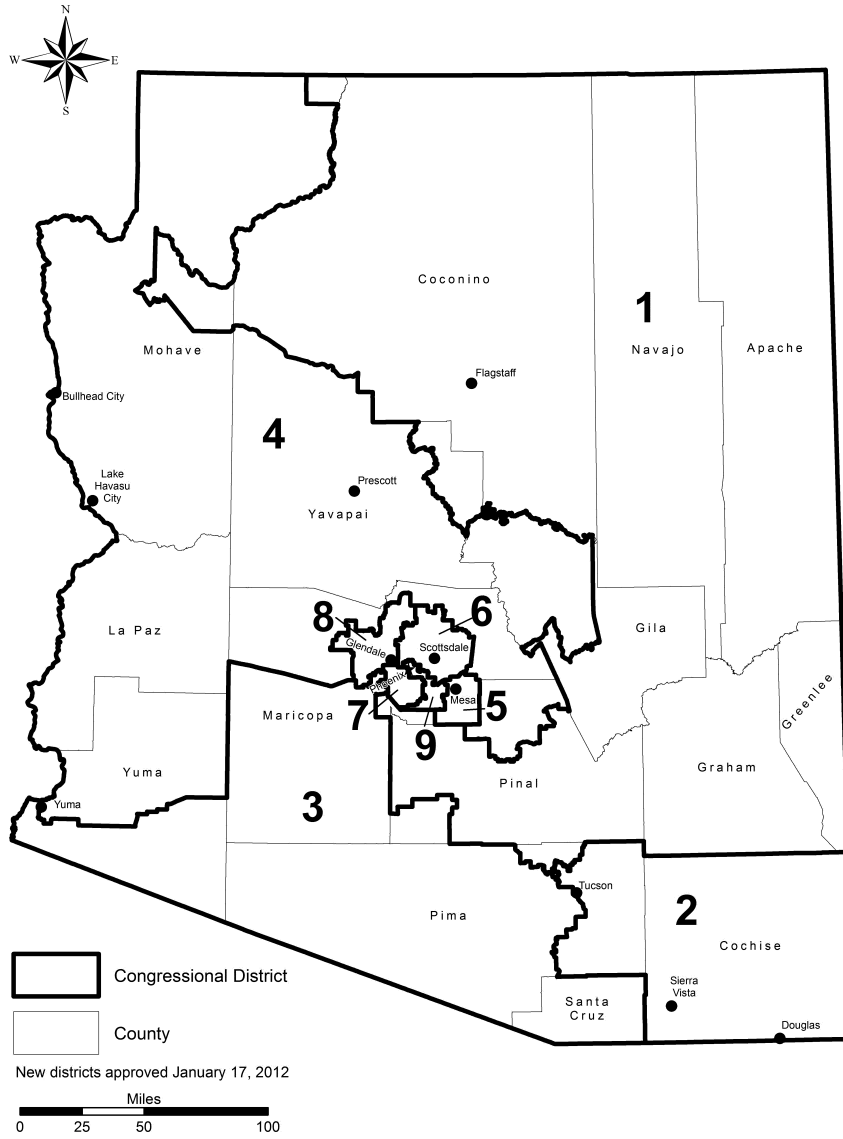 N
W
E
S
Coconino
1
Mohave
Navajo
Apache
Flagstaff
Bullhead City
4
Lake
Havasu
City
Prescott
Yavapai
8
6
La Paz
Gila
Glendale
Scottsdale
Phoenix
Mesa
5
Greenlee
Maricopa
7
9
Yuma
Pinal
Graham
Yuma
3
Tucson
2
Pima
Cochise
Congressional District
Sierra
Vista
Santa
Cruz
Douglas
County
New districts approved January 17, 2012
Miles
0
25
50
100